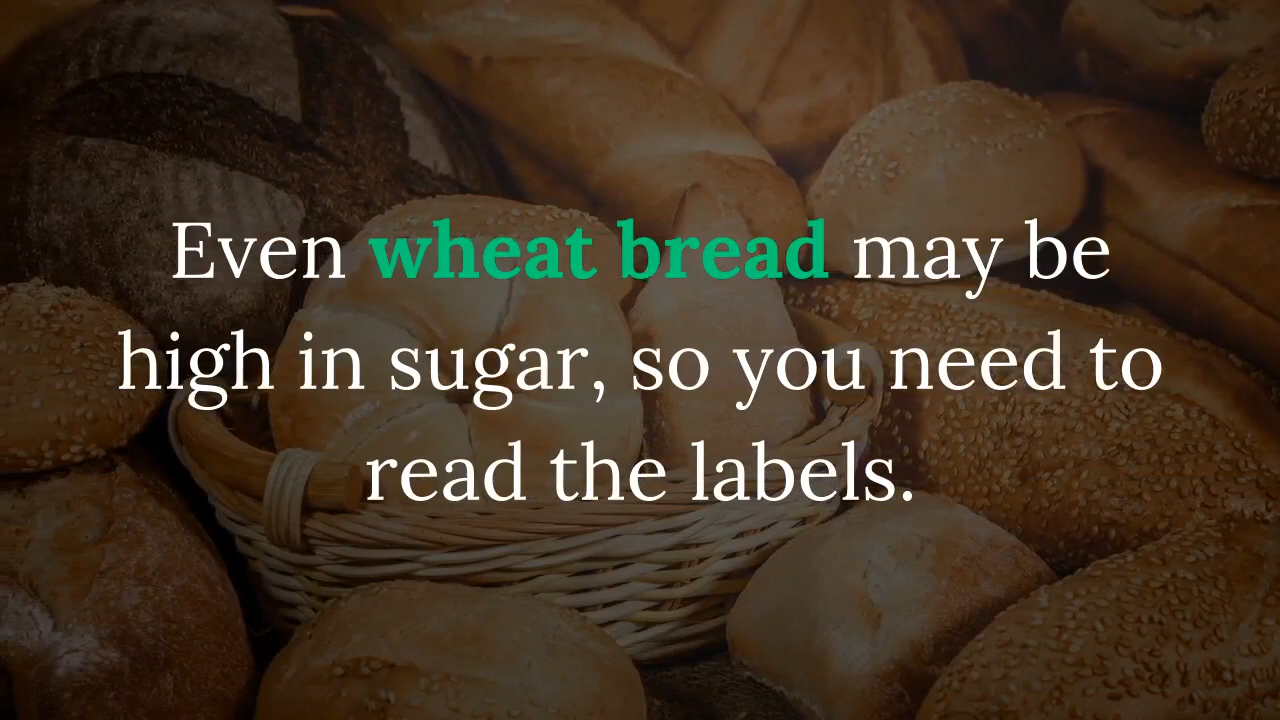 Even wheat bread may be
high in sugar, so you need to
read the labels.